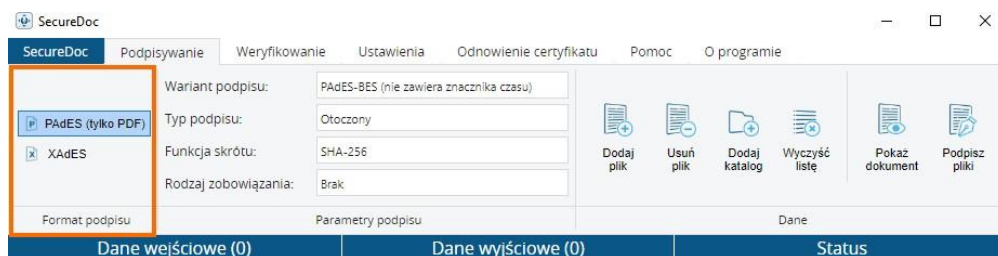 SecureDoc
SecureDoc Podpisywanie Weryfikowanie Ustawienia Odnowienie certyfikatu Pomoc O programie
PAdES (tylko PDF)
XAdES
Format podpisu
Wariant podpisu: PAdES-BES (nie zawiera znacznika czasu)
Typ podpisu: Otoczony
Funkcja skrótu: SHA-256
Rodzaj zobowiązania: Brak
Parametry podpisu
Dodaj plik
Usuń plik
Dodaj katalog
Wyczyść listę
Pokaż dokument
Podpisz pliki
Dane
Dane wejściowe (0) Dane wyjściowe (0) Status